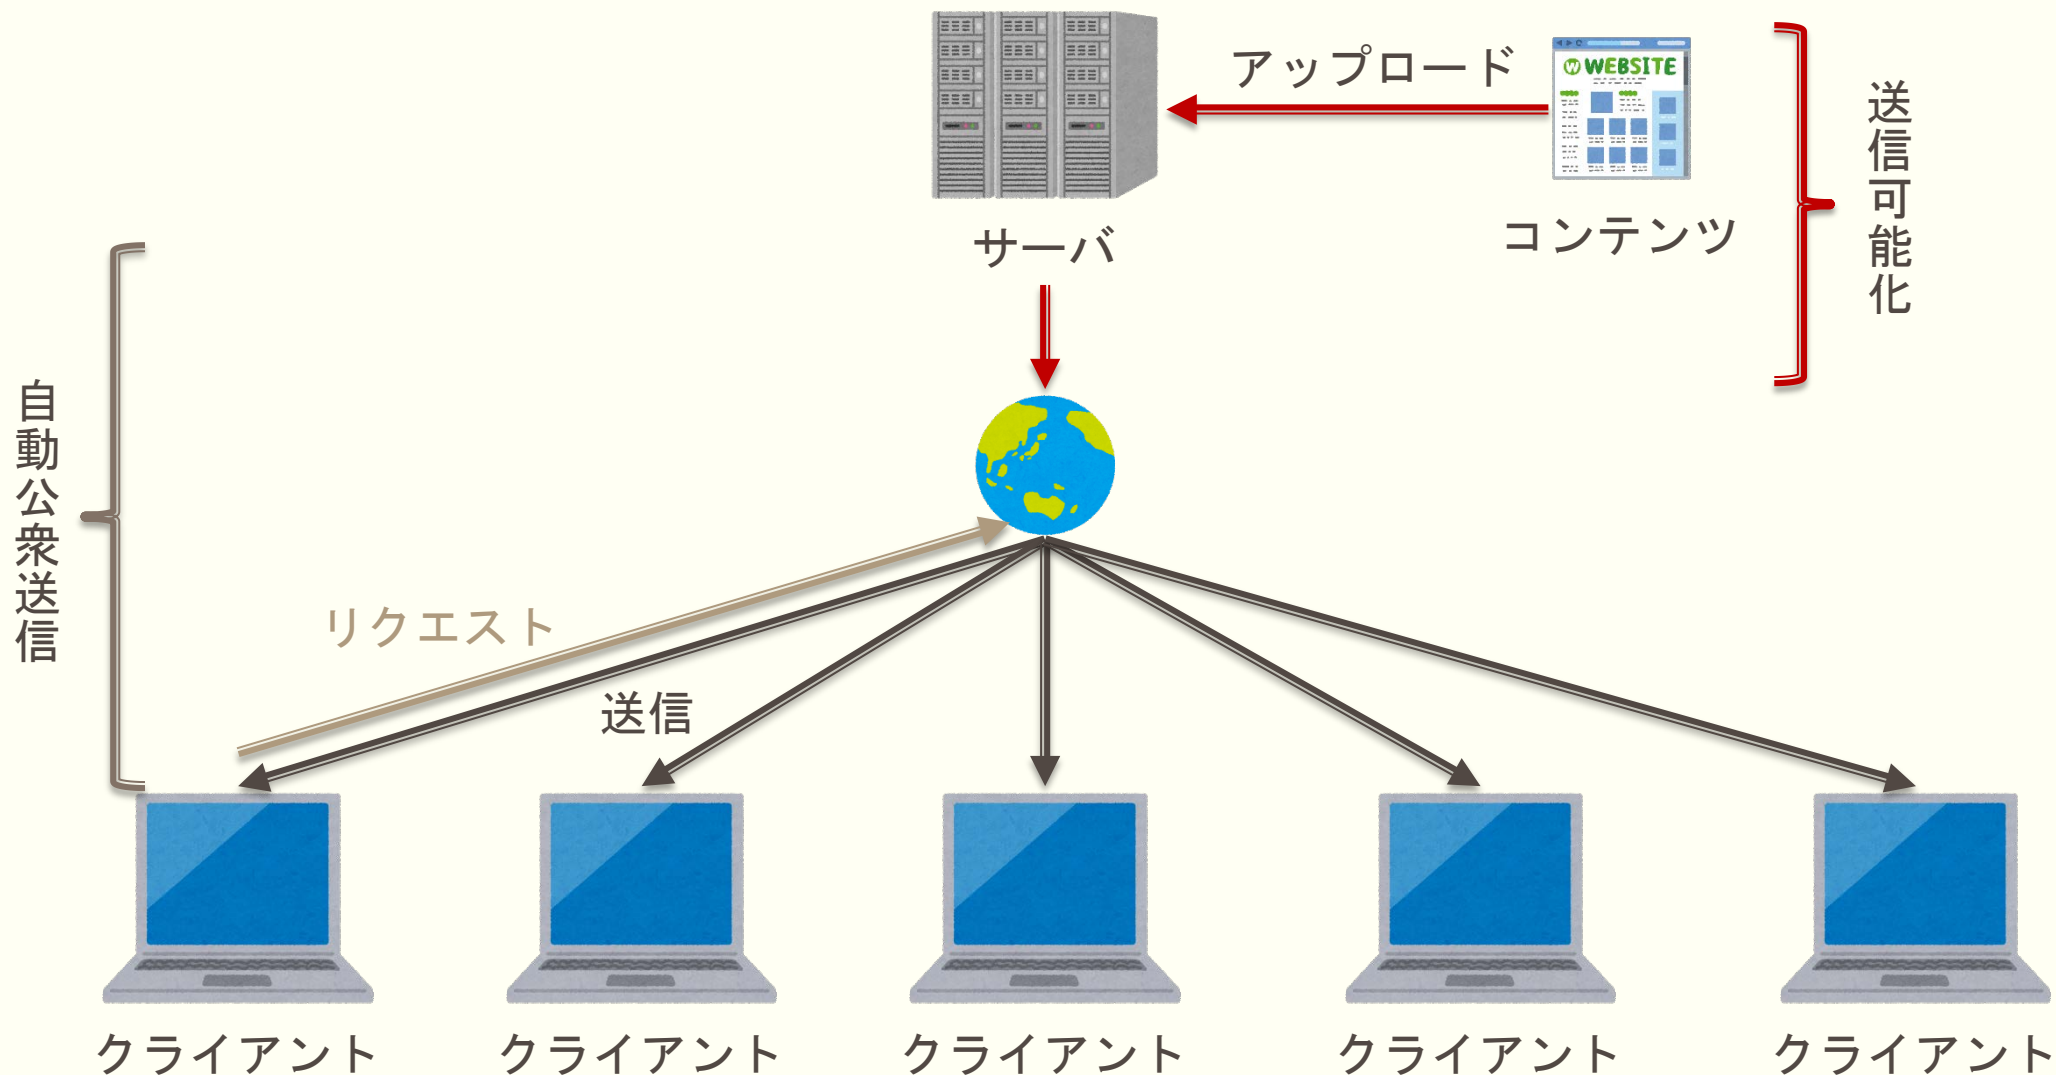 アップロード
WEBSITE
送信可能化
サーバ
コンテンツ
自動公衆送信
リクエスト
送信
クライアント
クライアント
クライアント
クライアント
クライアント